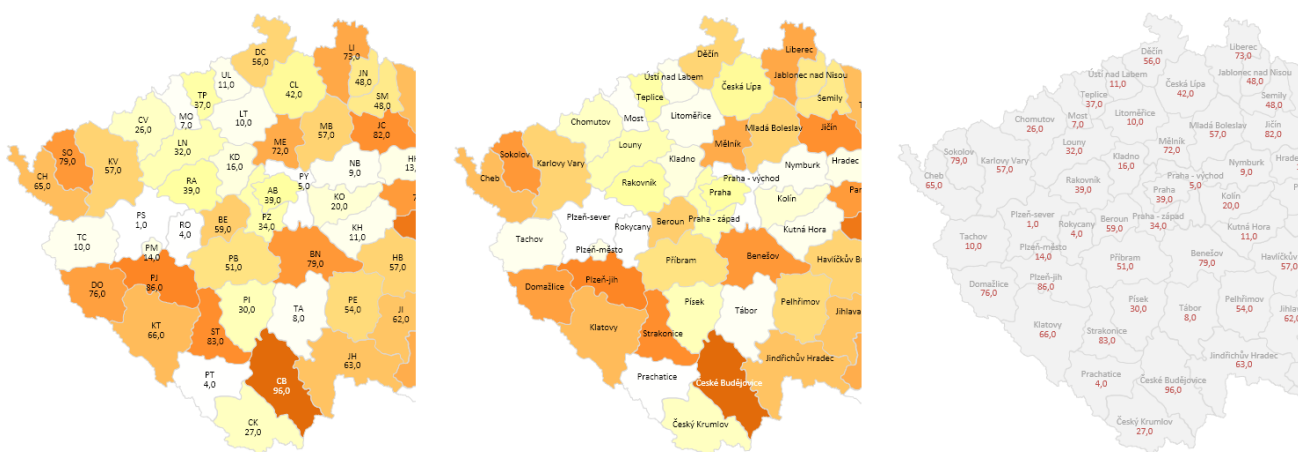 DC
56,0
LI
73,0
UL
11,0
JN
48,0
TP
37,0
CL
42,0
SM
48,0
MO
7,0
LT
10,0
CV
26,0
MB
57,0
JC
82,0
LN
32,0
ME
72,0
SO
79,0
KV
57,0
KD
16,0
NB
9,0
HK
13,
CH
65,0
RA
39,0
PY
5,0
AB
39,0
KO
20,0
7
PS
1,0
RO
4,0
BE
59,0
PZ
34,0
KH
11,0
TC
10,0
PM
14,0
BN
79,0
HB
57,0
PB
51,0
PJ
86,0
DO
76,0
PI
30,0
TA
8,0
PE
54,0
JI
62,0
KT
66,0
ST
83,0
JH
63,0
PT
4,0
CB
96,0
CK
27,0
Děčín
Liberec
Ústí nad Labem
Jablonec nad Nisou
Teplice
Česká Lípa
Semily
T
Most
Litoměřice
Chomutov
Mladá Boleslav
Jičín
Louny
Mělník
Sokolov
Karlovy Vary
Kladno
Nymburk
Hradec
Cheb
Rakovník
Praha - východ
Praha
Kolín
Par
Plzeň-sever
Rokycany
Beroun
Praha - západ
Kutná Hora
Tachov
Plzeň-město
Příbram
Benešov
Havlíčkův B
Plzeň-jih
Domažlice
Písek
Tábor
Pelhřimov
Jihlava
Klatovy
Strakonice
Jindřichův Hradec
Prachatice
České Budějovice
Český Krumlov
Děčín
56,0
Liberec
73,0
Ústí nad Labem
11,0
Jablonec nad Nisou
48,0
Teplice
37,0
Česká Lípa
42,0
Semily
48,0
Chomutov
26,0
Most
7,0
Litoměřice
10,0
Mladá Boleslav
57,0
Jičín
82,0
Louny
32,0
Mělník
72,0
Sokolov
79,0
Karlovy Vary
57,0
Kladno
16,0
Nymburk
9,0
Hrade
13
Cheb
65,0
Rakovník
39,0
Praha - východ
5,0
Praha
39,0
Kolín
20,0
Pa
Plzeň-sever
1,0
Rokycany
4,0
Beroun
59,0
Praha - západ
34,0
Kutná Hora
11,0
Tachov
10,0
Plzeň-město
14,0
Příbram
51,0
Benešov
79,0
Havlíčkův
57,0
Plzeň-jih
86,0
Domažlice
76,0
Písek
30,0
Tábor
8,0
Pelhřimov
54,0
Jihlava
62,0
Klatovy
66,0
Strakonice
83,0
Jindřichův Hradec
63,0
Prachatice
4,0
České Budějovice
96,0
Český Krumlov
27,0